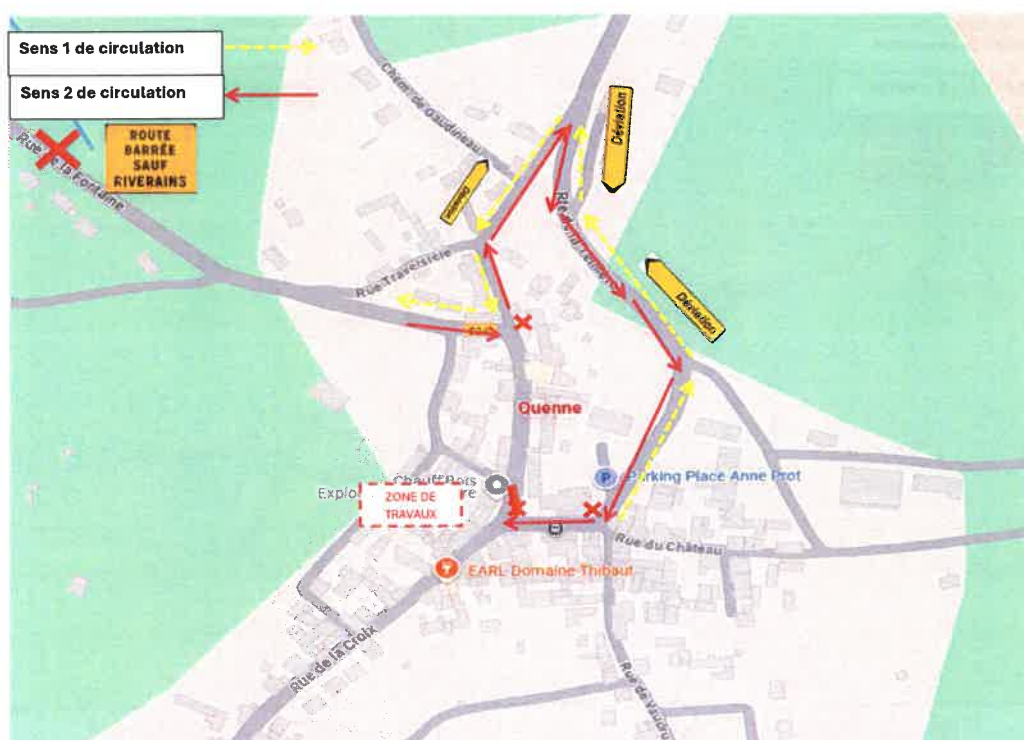 Sens 1 de circulation
Sens 2 de circulation
ROUTE
BARRÉE
SAUF
RIVERAINS
Rue de la Fontaine
Chemin de Gaudineau
Déviation
Déviation
Rue Traversière
Déviation
Quenne
Parking Place Anne Prot
P
ZONE DE
TRAVAUX
Rue du Château
EARL Domaine Thibaut
Rue de la Croix